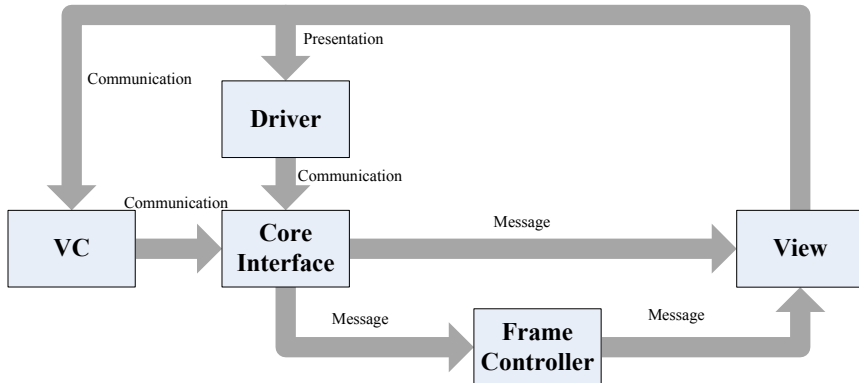 Presentation
Communication
Driver
Communication
Communication
VC
Core
Interface
Message
View
Message
Frame
Controller
Message